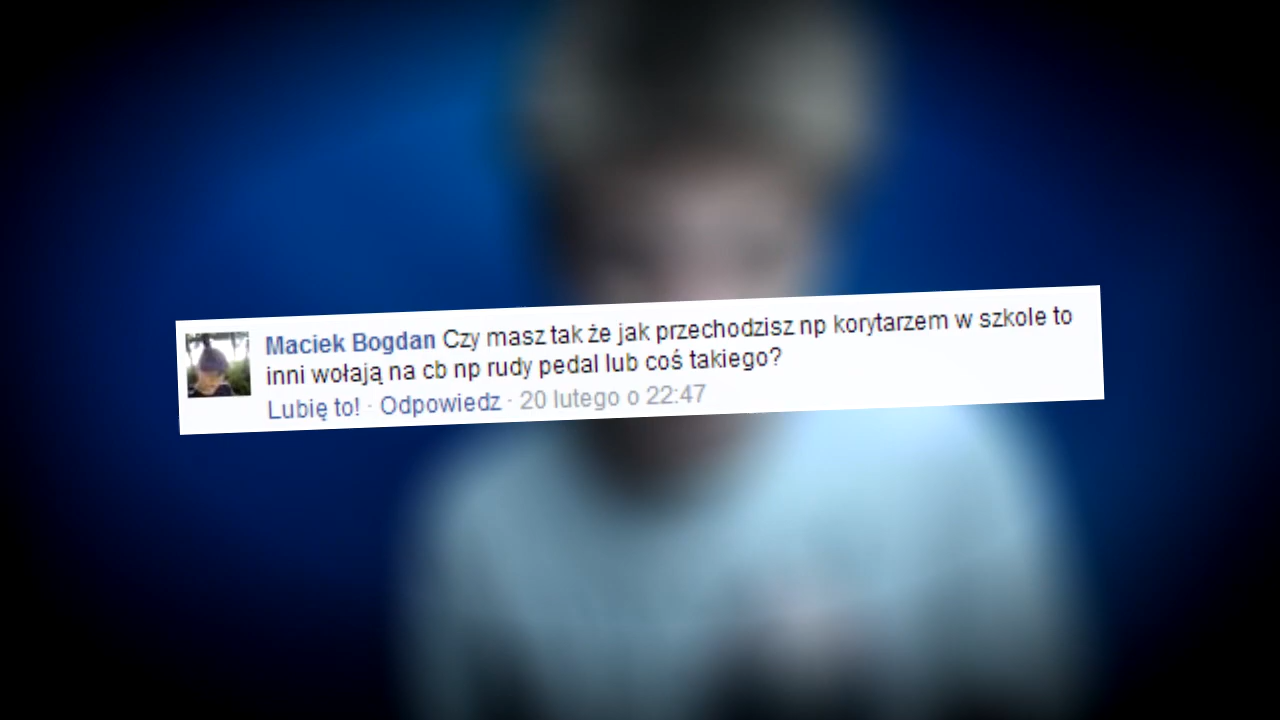 Maciek Bogdan Czy masz tak że jak przechodzisz np korytarzem w szkole to
inni wołają na cb np rudy pedal lub coś takiego?
Lubię to! · Odpowiedz · 20 lutego o 22:47